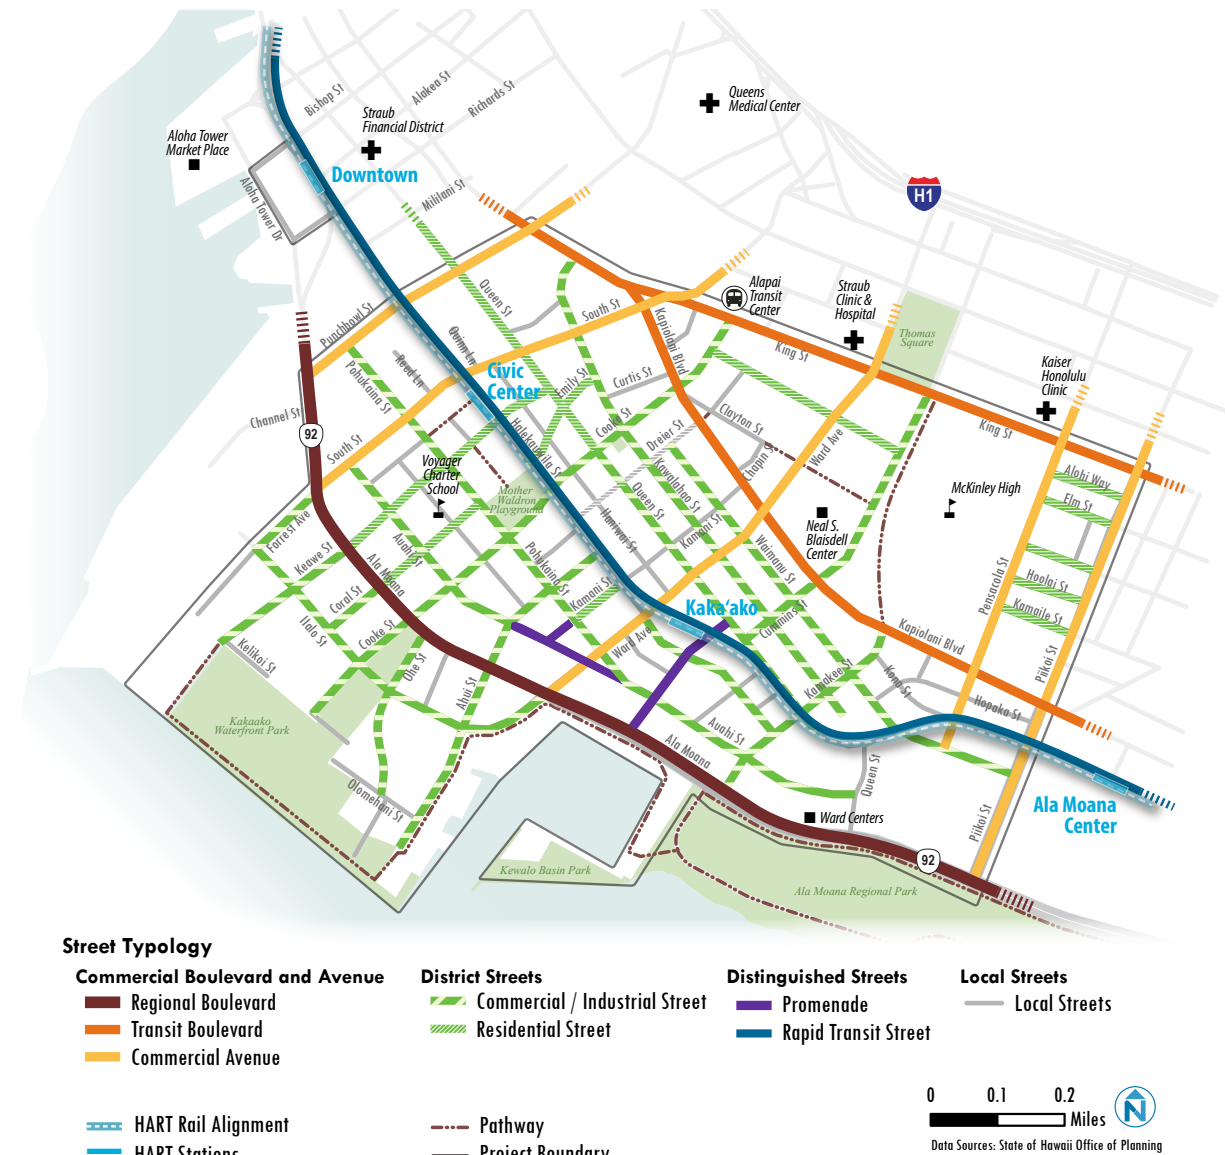 Bishop St
Alakea St
Richards St
Queens
Medical Center
Straub
Financial District
Aloha Tower
Market Place
Downtown
Aloha Tower Dr
Mililani St
H1
Queen St
Punchbowl St
South St
Alapai
Transit
Center
Straub
Clinic &
Hospital
Thomas
Square
Kapiolani Blvd
King St
Quinn Ln
Reed Ln
Pohukaina St
Civic
Center
Emily St
Curtis St
Kaiser
Honolulu
Clinic
Channel St
92
South St
Cooke St
Clayton St
Dreier St
Ward Ave
King St
Halekauwila St
Chapin St
Voyager
Charter
School
Kawaiahao St
Alohi Way
Elm St
Mother
Waldron
Playground
Queen St
McKinley High
Neal S.
Blaisdell
Center
Forrest Ave
Keawe St
Auahi St
Ala Moana
Kamani St
Waimanu St
Pohukaina St
Kamani St
Pensacola St
Hoolai St
Kamaile St
Coral St
Ilalo St
Cooke St
Kaka'ako
Cummins St
Ward Ave
Kapiolani Blvd
Piikoi St
Kelikoi St
Ohe St
Ahui St
Kamakee St
Kona St
Hopaka St
Kakaako
Waterfront Park
Auahi St
Ala Moana
Queen St
Olomehani St
Ala Moana
Center
Piikoi St
Ward Centers
92
Kewalo Basin Park
Ala Moana Regional Park
Street Typology
Commercial Boulevard and Avenue
Regional Boulevard
Transit Boulevard
Commercial Avenue
District Streets
Commercial / Industrial Street
Residential Street
Distinguished Streets
Promenade
Rapid Transit Street
Local Streets
Local Streets
HART Rail Alignment
HART Stations
Pathway
Project Boundary
0 0.1 0.2
Miles
N
Data Sources: State of Hawaii Office of Planning